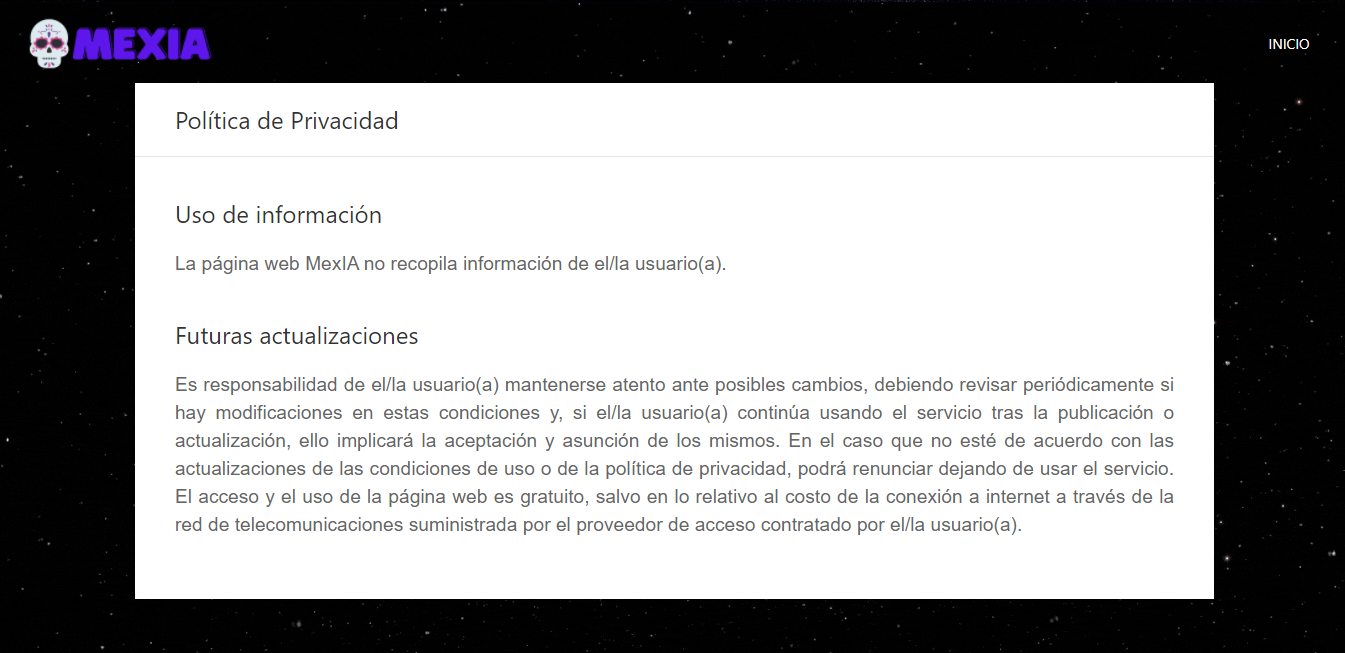 MEXIA
INICIO
Política de Privacidad
Uso de información
La página web MexIA no recopila información de el/la usuario(a).
Futuras actualizaciones
Es responsabilidad de el/la usuario(a) mantenerse atento ante posibles cambios, debiendo revisar periódicamente si
hay modificaciones en estas condiciones y, si el/la usuario(a) continúa usando el servicio tras la publicación o
actualización, ello implicará la aceptación y asunción de los mismos. En el caso que no esté de acuerdo con las
actualizaciones de las condiciones de uso o de la política de privacidad, podrá renunciar dejando de usar el servicio.
El acceso y el uso de la página web es gratuito, salvo en lo relativo al costo de la conexión a internet a través de la
red de telecomunicaciones suministrada por el proveedor de acceso contratado por el/la usuario(a).